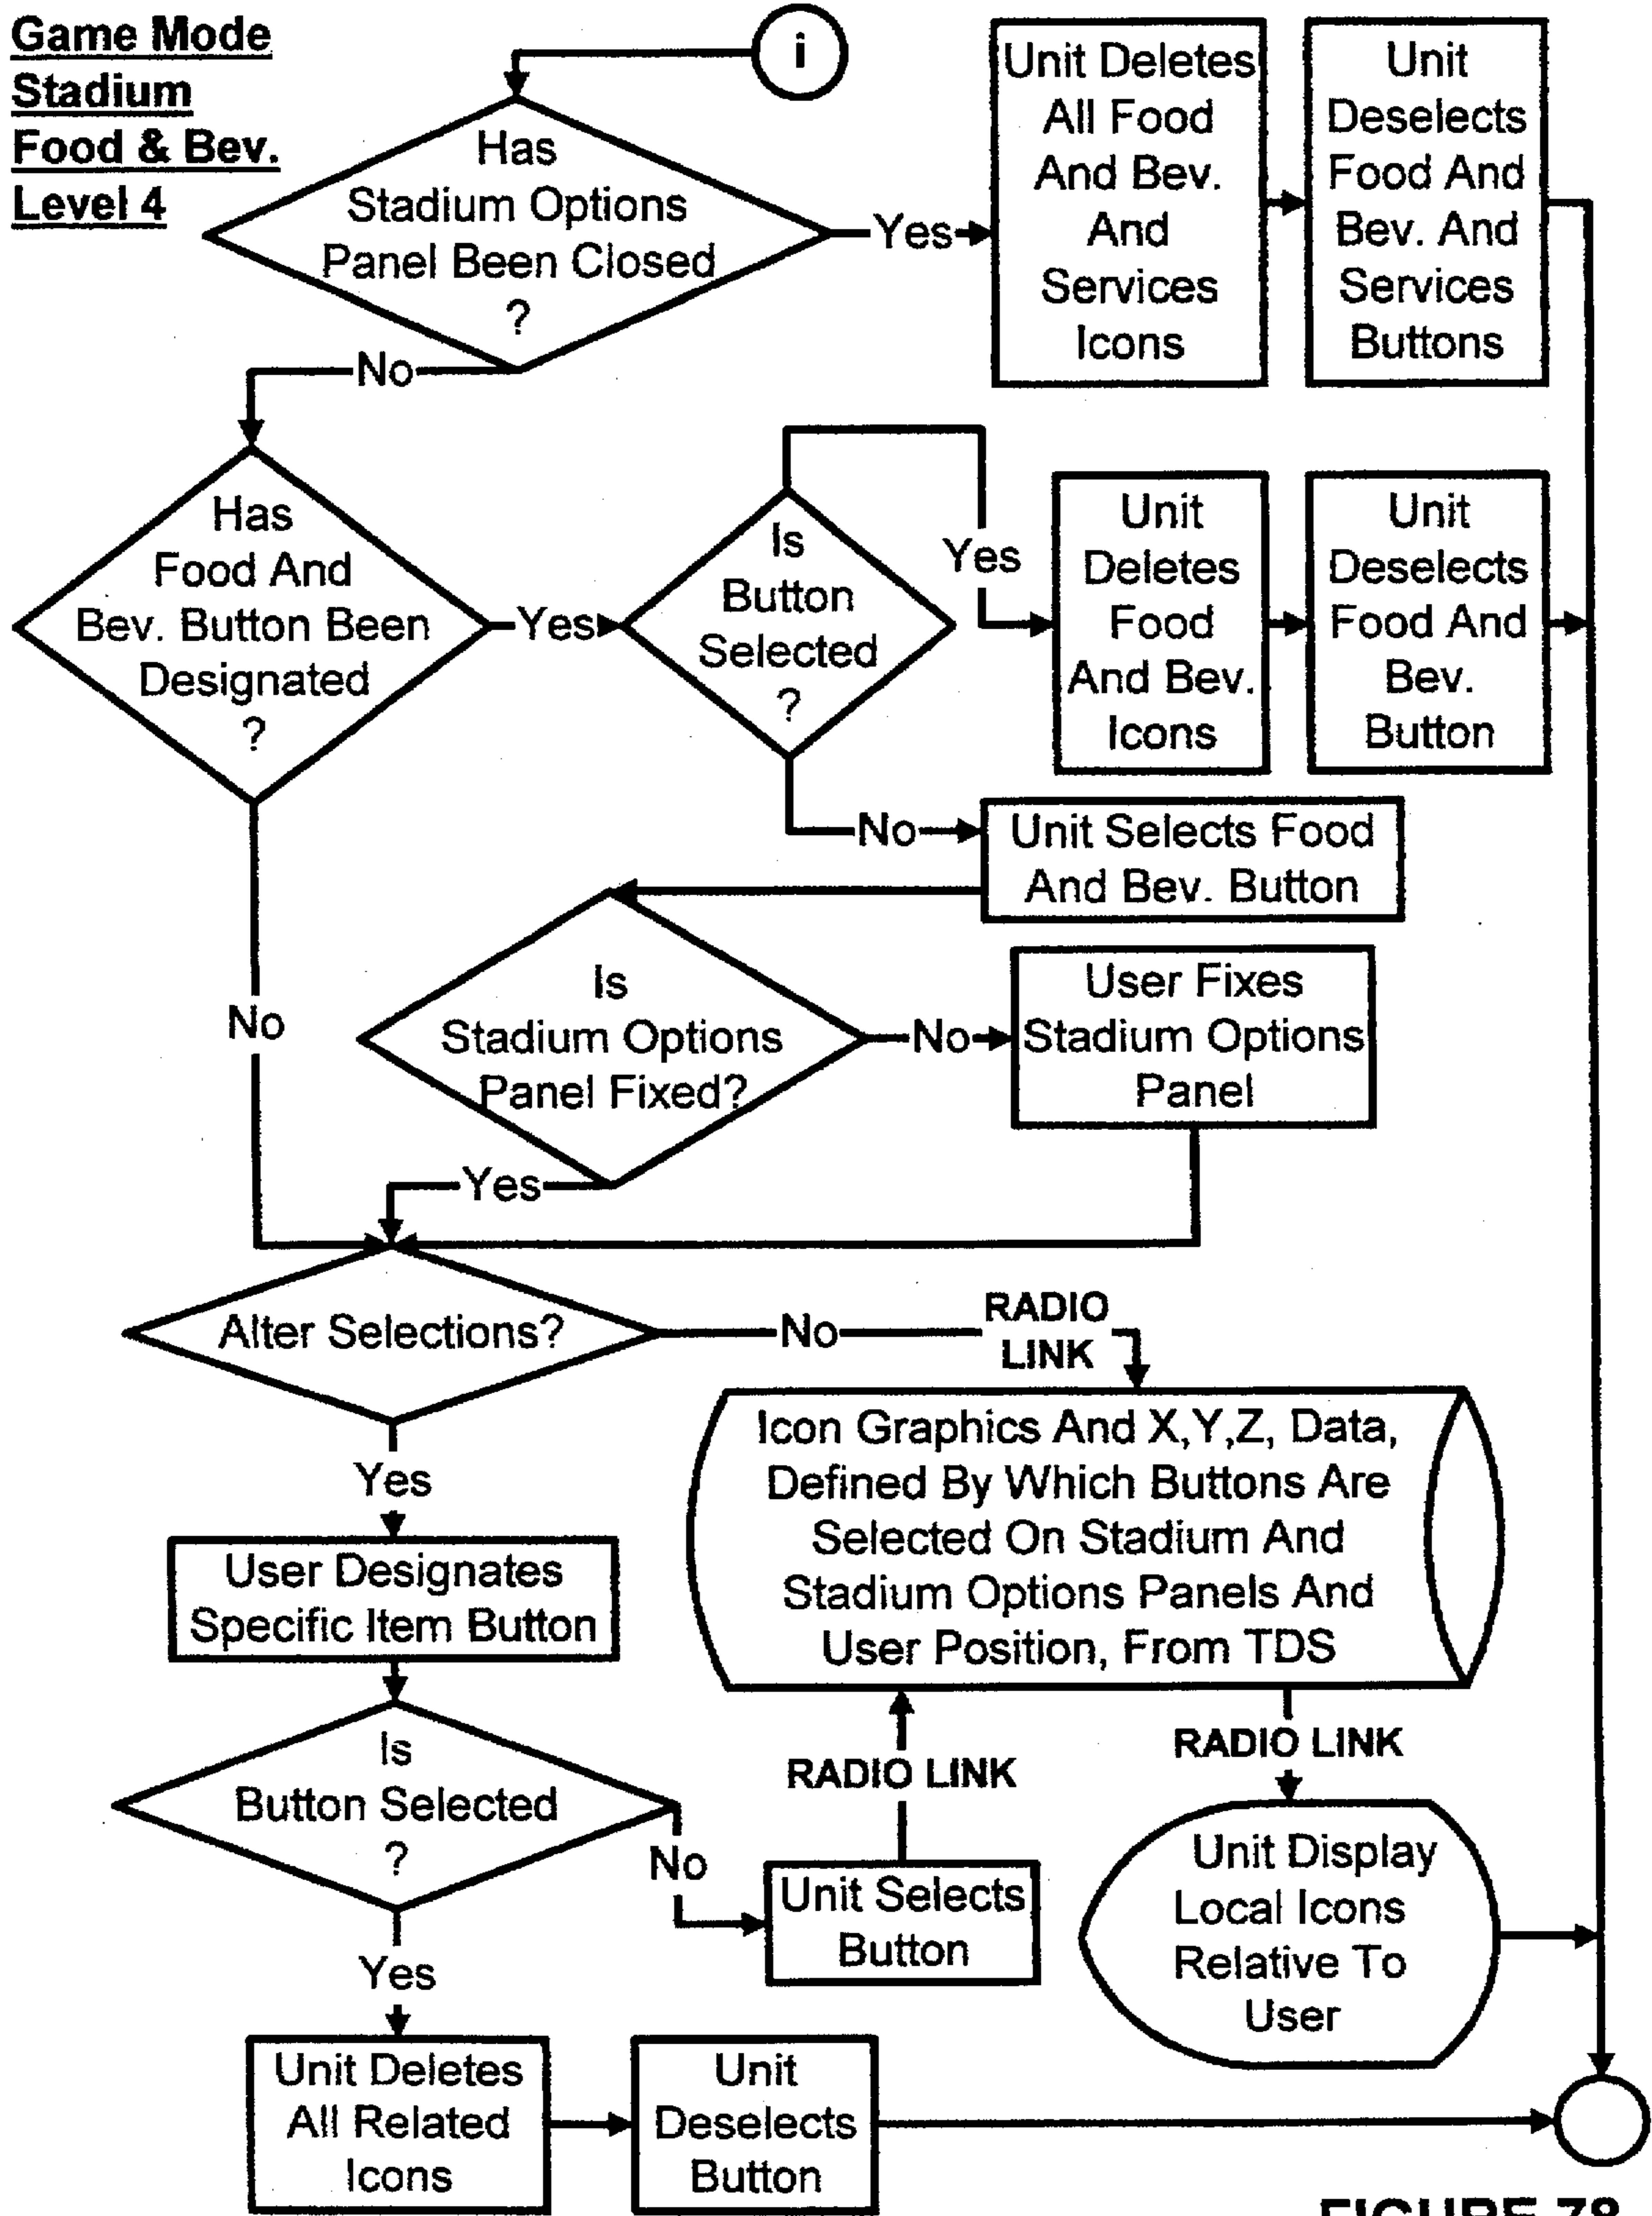 Game Mode
Stadium
Food & Bev.
Level 4
i
Has
Stadium Options
Panel Been Closed
?
Yes
Unit Deletes
All Food
And Bev.
And
Services
Icons
Unit
Deselects
Food And
Bev. And
Services
Buttons
No
Has
Food And
Bev. Button Been
Designated
?
Yes
Is
Button
Selected
?
Yes
Unit
Deletes
Food
And Bev.
Icons
Unit
Deselects
Food And
Bev.
Button
No
Unit Selects Food
And Bev. Button
No
Is
Stadium Options
Panel Fixed?
No
User Fixes
Stadium Options
Panel
Yes
Alter Selections?
No
RADIO
LINK
Icon Graphics And X,Y,Z, Data,
Defined By Which Buttons Are
Selected On Stadium And
Stadium Options Panels And
User Position, From TDS
Yes
User Designates
Specific Item Button
Is
Button Selected
?
No
Unit Selects
Button
RADIO LINK
RADIO LINK
Unit Display
Local Icons
Relative To
User
Yes
Unit Deletes
All Related
Icons
Unit
Deselects
Button
FIGURE 78